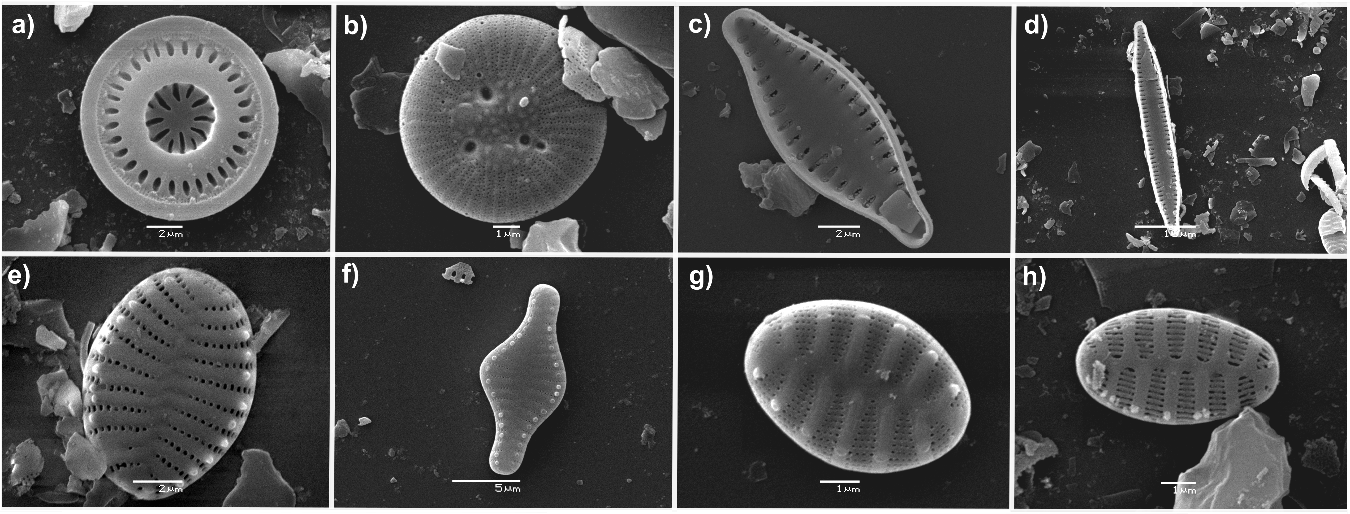 a)
2 µm
b)
1 µm
c)
2 µm
d)
e)
2 µm
f)
5 µm
g)
1 µm
h)
1 µm